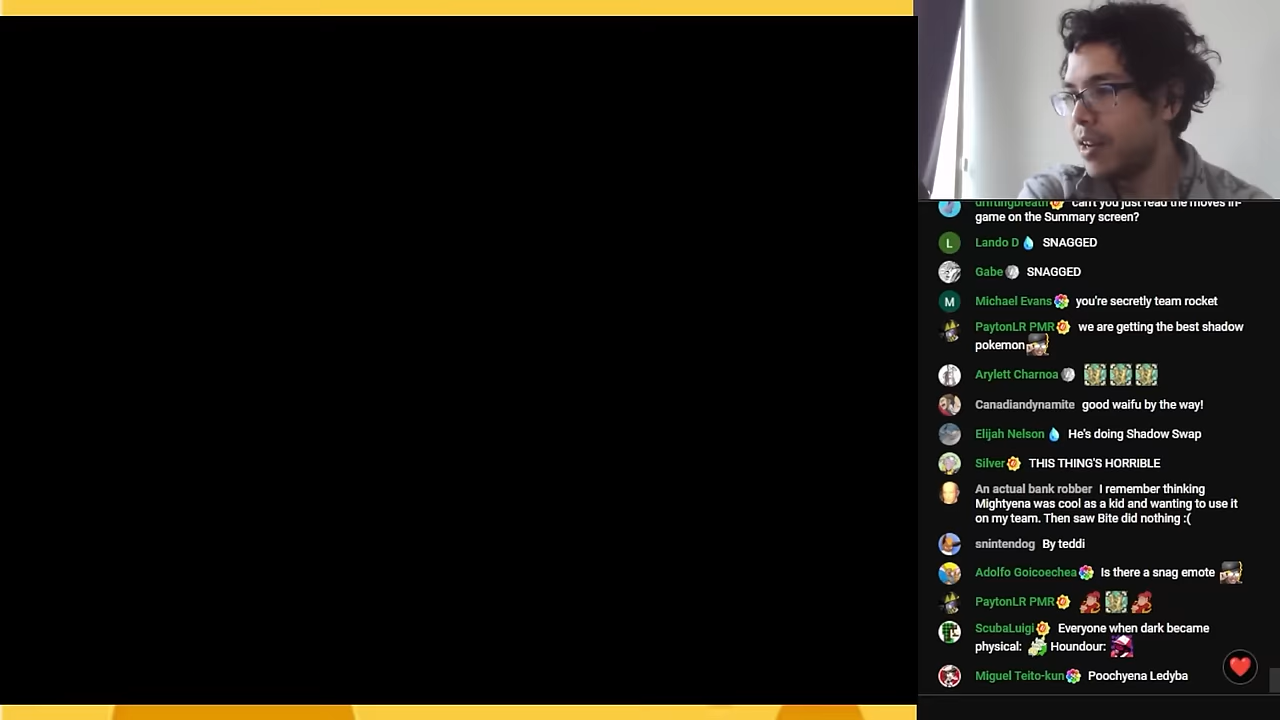 driftingbreath can't you just read the moves in-
game on the Summary screen?
L Lando D SNAGGED
Gabe SNAGGED
M Michael Evans you're secretly team rocket
PaytonLR PMR we are getting the best shadow
pokemon
Arylett Charnoa
Canadiandynamite good waifu by the way!
Elijah Nelson He's doing Shadow Swap
Silver THIS THING'S HORRIBLE
An actual bank robber I remember thinking
Mightyena was cool as a kid and wanting to use it
on my team. Then saw Bite did nothing :(
snintendog By teddi
Adolfo Goicoechea Is there a snag emote
PaytonLR PMR
ScubaLuigi Everyone when dark became
physical: Houndour:
Miguel Teito-kun Poochyena Ledyba